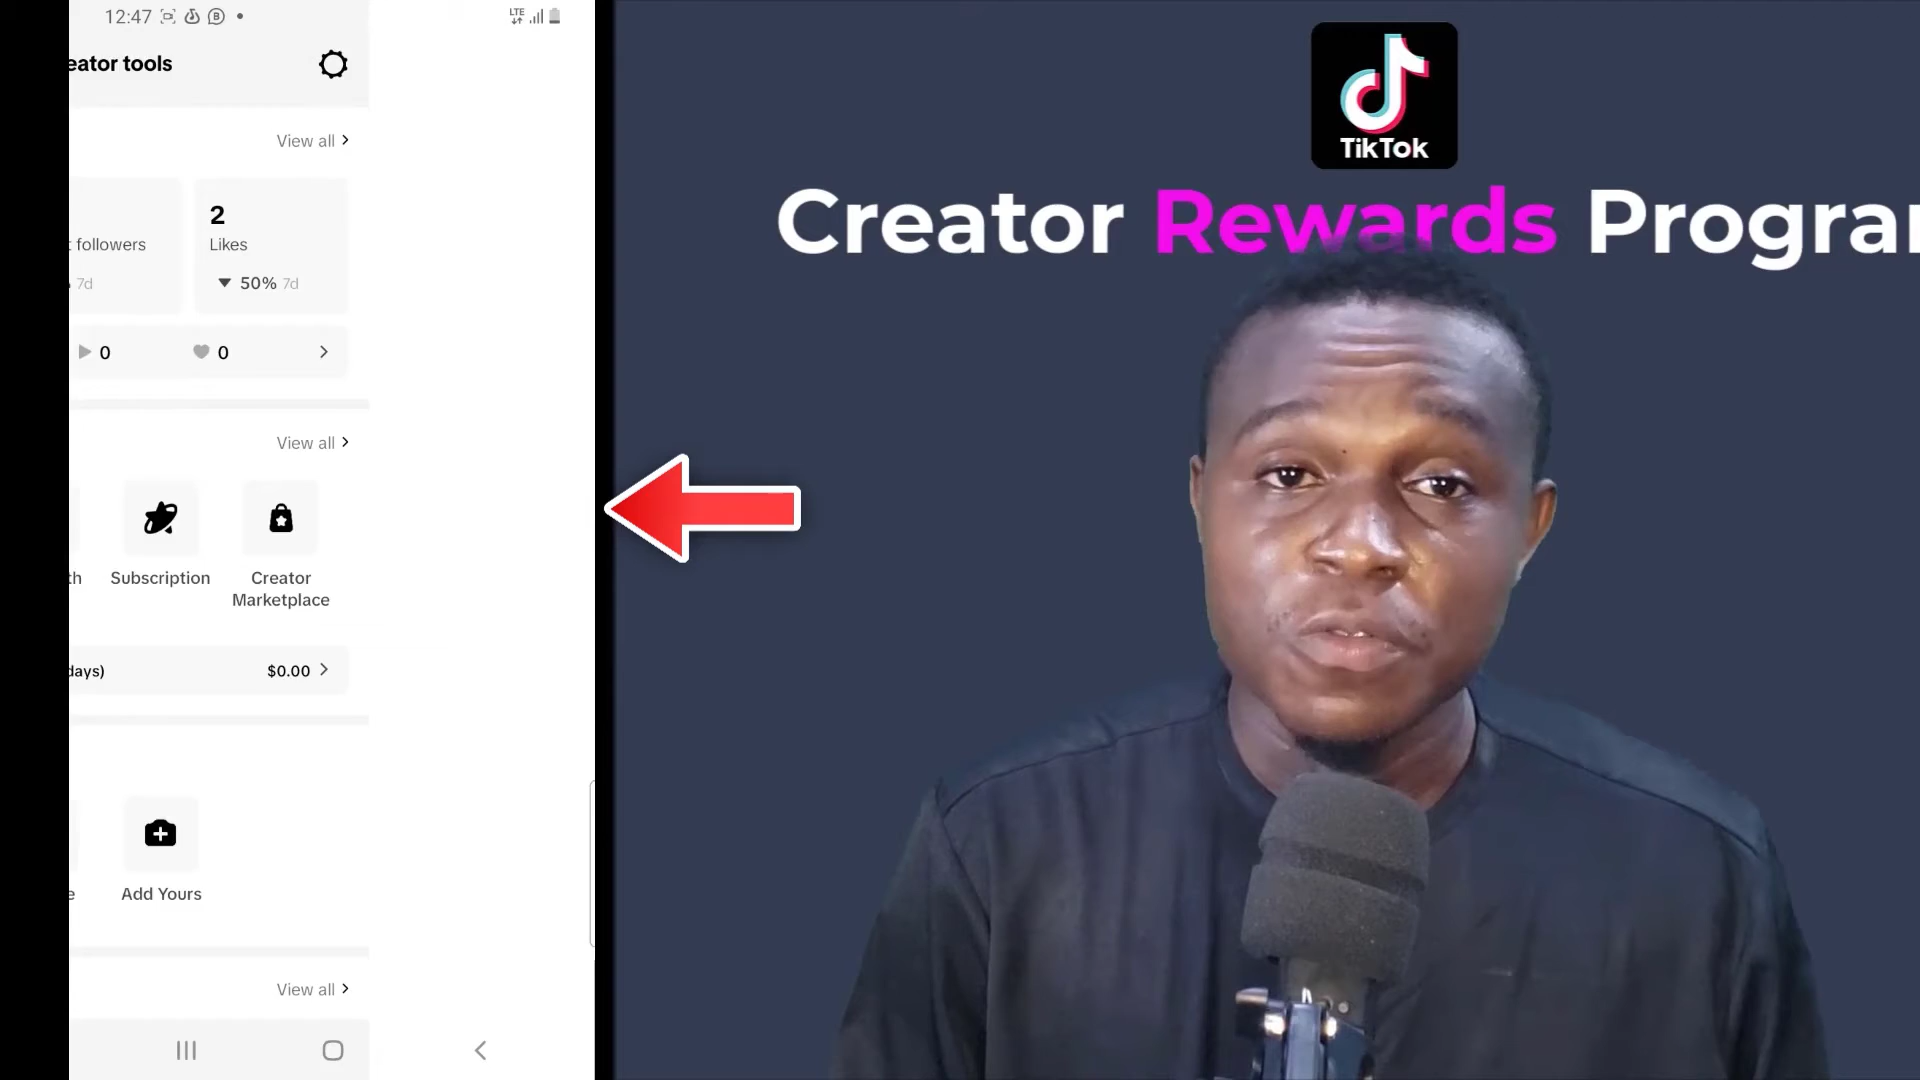 12:47
LTE
eator tools
View all
2
followers
Likes
7d
50% 7d
0
0
View all
th
Subscription
Creator
Marketplace
days)
$0.00
e
Add Yours
View all
TikTok
Creator Rewards Progra